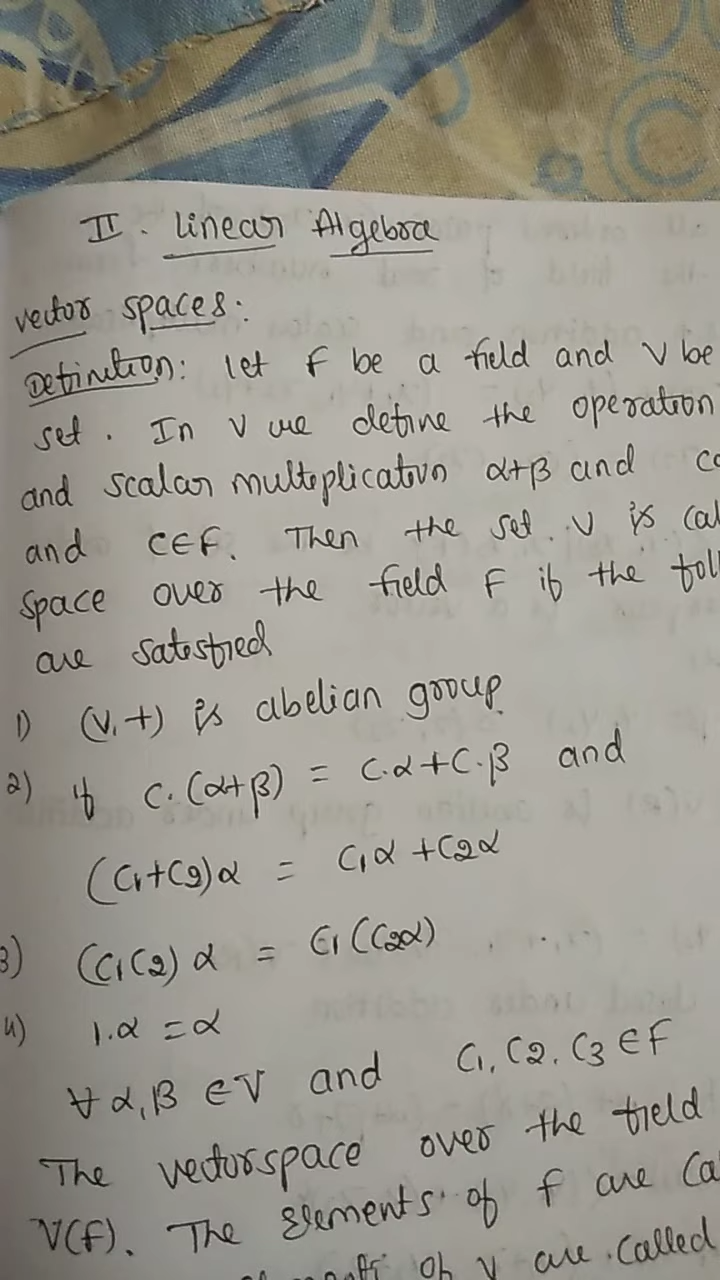 II. Linear Algebra
vector spaces:
Definition: let F be a field and V be
set. In V we define the operation
and scalar multiplication α+β and
and C∈F. Then the set V is
space over the field F if the
are satisfied
1) (V,+) is abelian group.
2) if C.(α+β) = C.α+C.β and
(C1+C2)α = C1α+C2α
3) (C1C2)α = C1(C2α)
4) 1.α = α
∀ α,β ∈V and C1, C2, C3 ∈F
The vectorspace over the field
V(F). The Elements of F are
of V are called